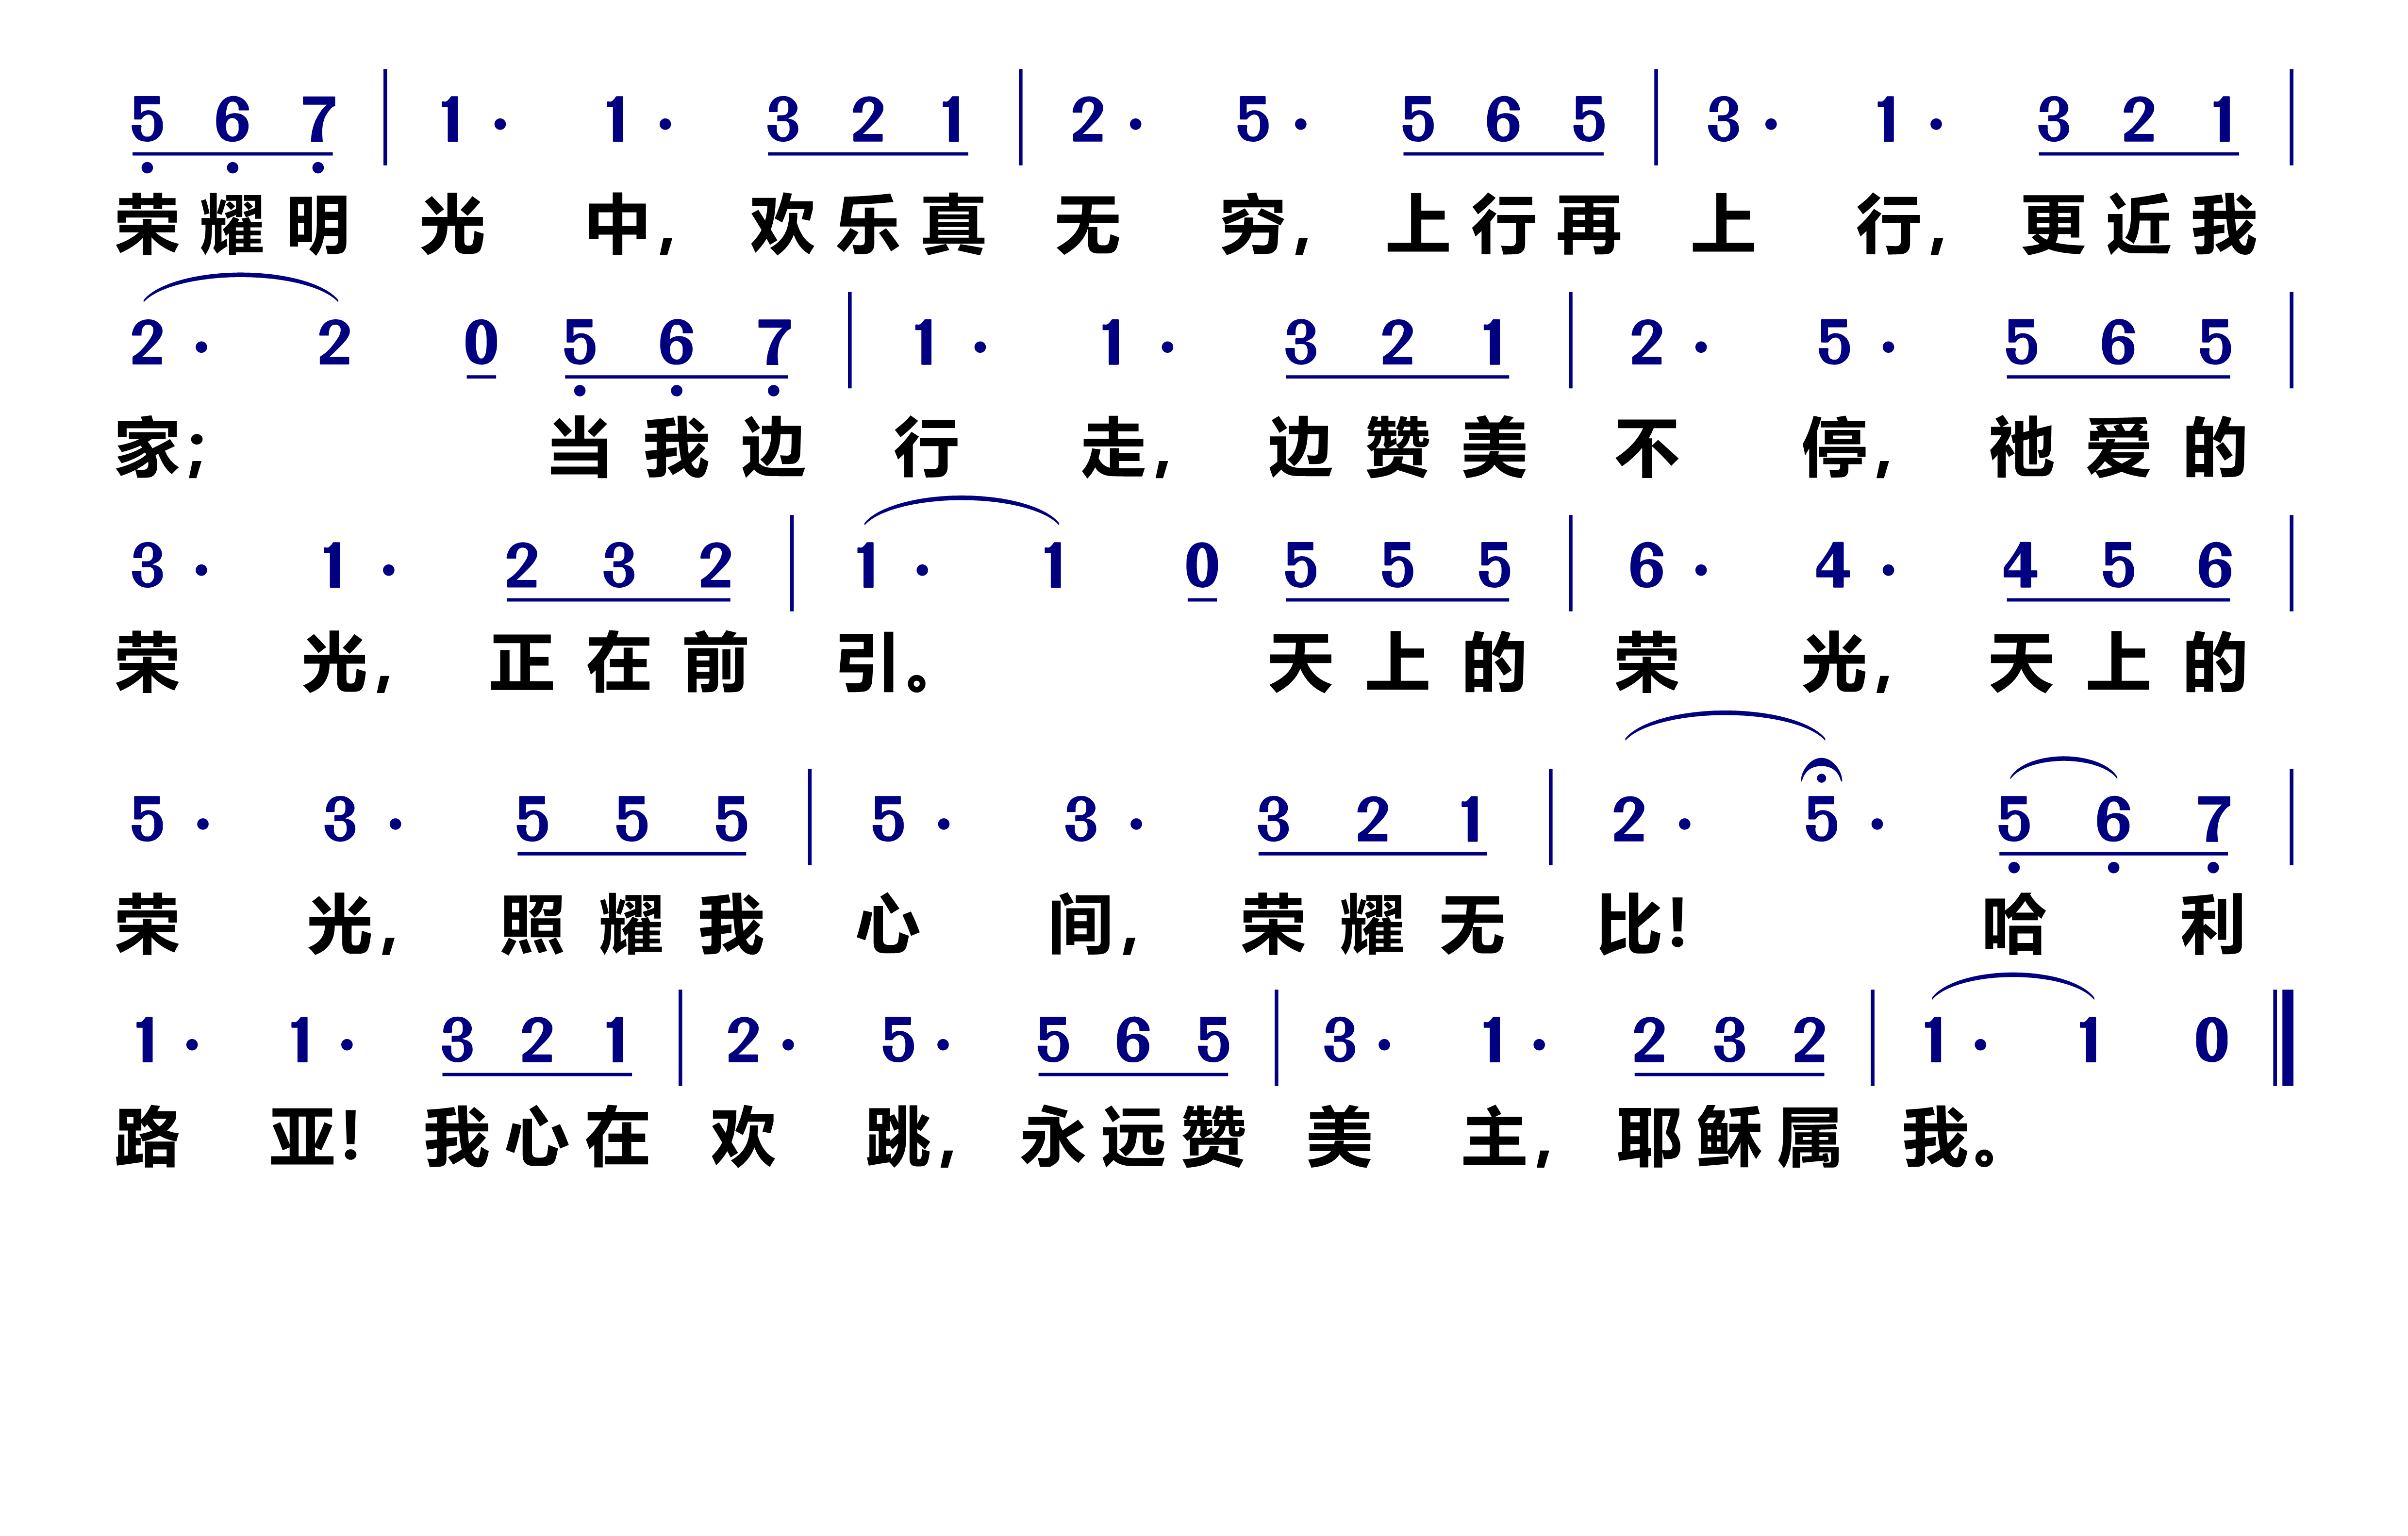 5 6 7 | 1 · 1 · 3 2 1 | 2 · 5 · 5 6 5 | 3 · 1 · 3 2 1 |
荣耀明光中，欢乐真无穷，上行再上行，更近我
2 · 2 0 5 6 7 | 1 · 1 · 3 2 1 | 2 · 5 · 5 6 5 |
家；当我边行走，边赞美不停，祂爱的
3 · 1 · 2 3 2 | 1 · 1 0 5 5 5 | 6 · 4 · 4 5 6 |
荣光，正在前引。天上的荣光，天上的
5 · 3 · 5 5 5 | 5 · 3 · 3 2 1 | 2 · 5 · 5 6 7 |
荣光，照耀我心间，荣耀无比！哈利
1 · 1 · 3 2 1 | 2 · 5 · 5 6 5 | 3 · 1 · 2 3 2 | 1 · 1 0
路亚！我心在欢跳，永远赞美主，耶稣属我。